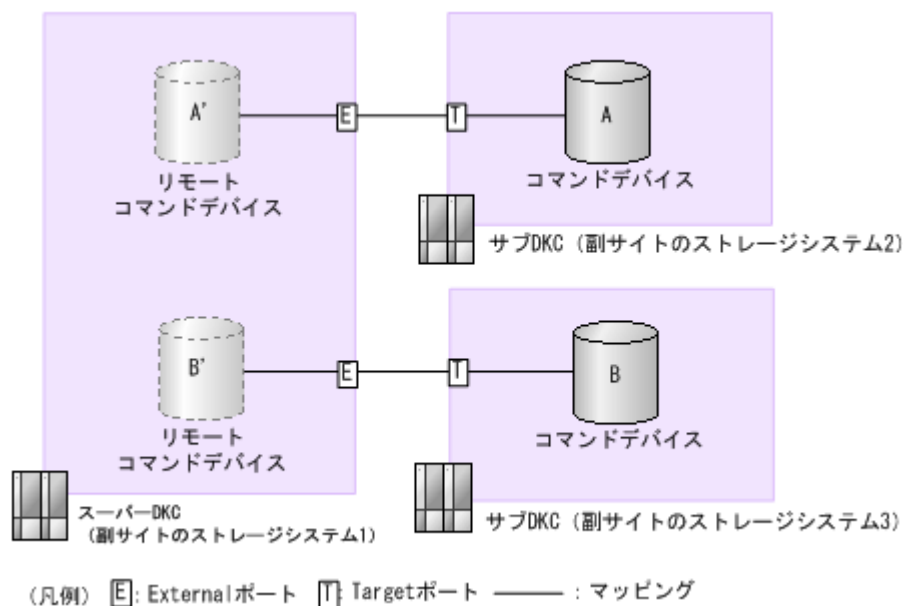 A'
E
T
A
リモート
コマンドデバイス
コマンドデバイス
サブDKC (副サイトのストレージシステム2)
B'
E
T
B
リモート
コマンドデバイス
コマンドデバイス
スーパーDKC
(副サイトのストレージシステム1)
サブDKC (副サイトのストレージシステム3)
(凡例) E: Externalポート T: Targetポート ―― : マッピング